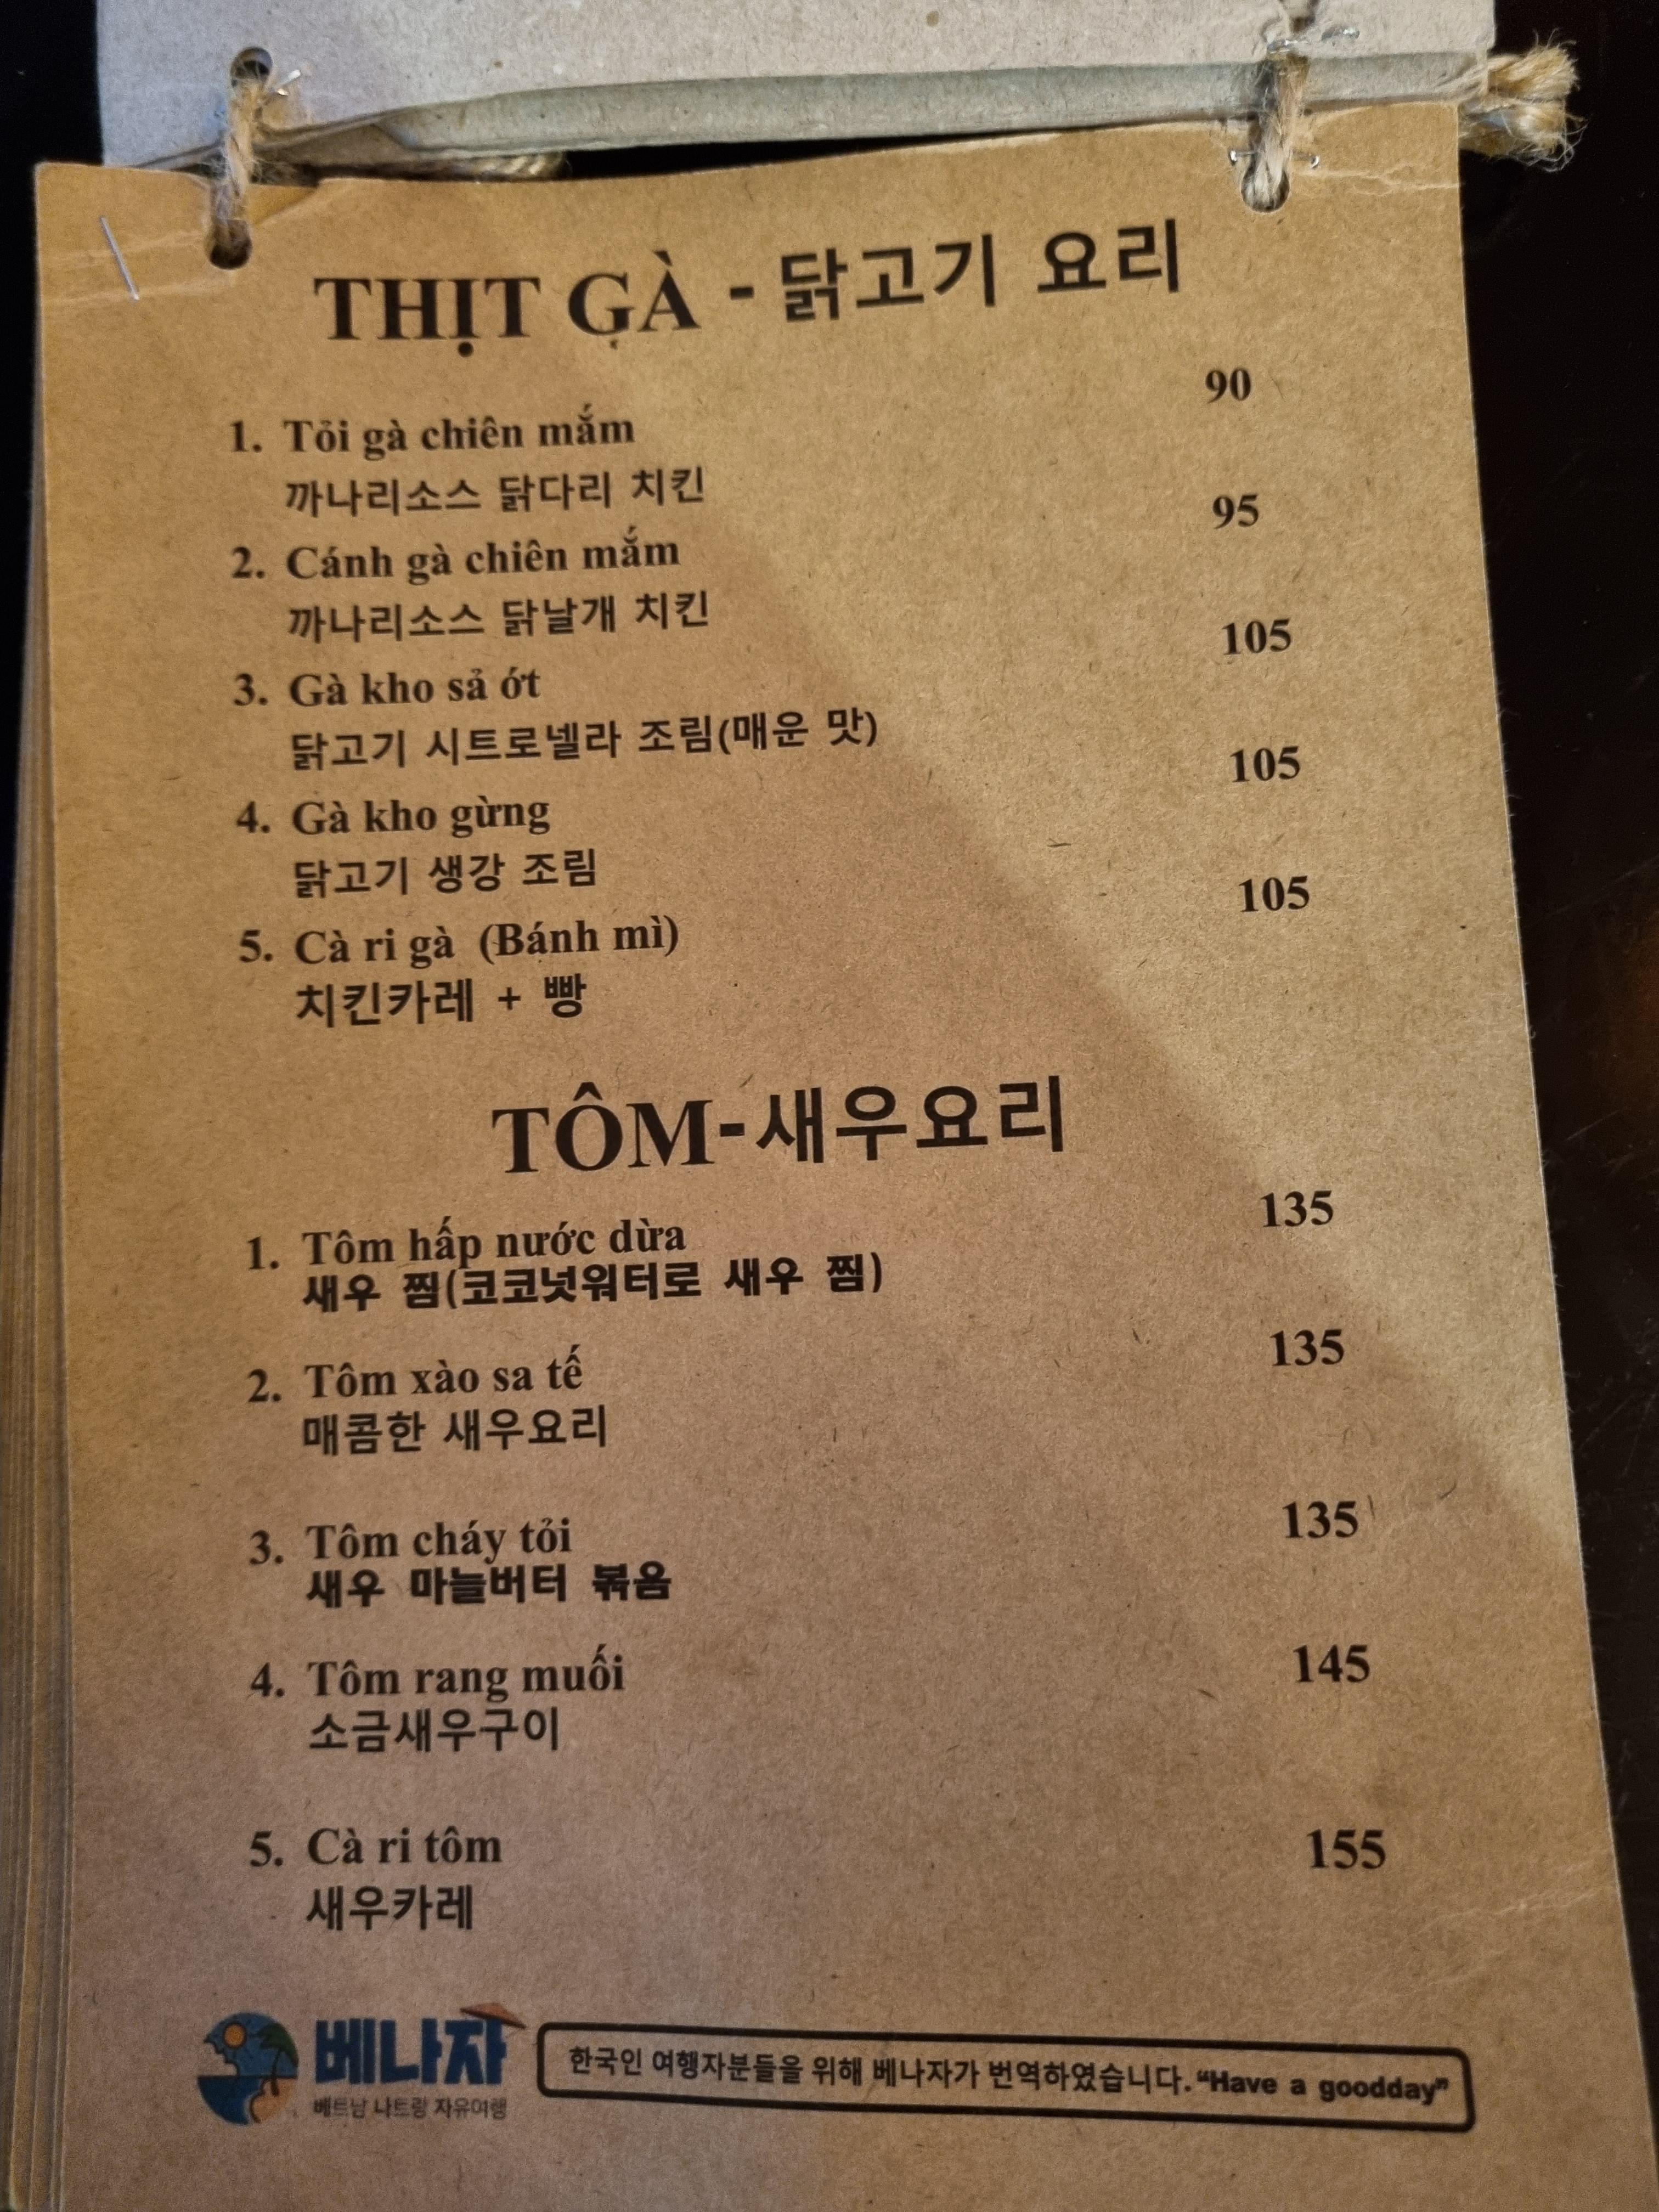 THỊT GÀ - 닭고기 요리
1. Tỏi gà chiên mắm 90
까나리소스 닭다리 치킨
2. Cánh gà chiên mắm 95
까나리소스 닭날개 치킨
3. Gà kho sả ớt 105
닭고기 시트로넬라 조림(매운 맛)
4. Gà kho gừng 105
닭고기 생강 조림
5. Cà ri gà (Bánh mì) 105
치킨카레 + 빵
TÔM-새우요리
1. Tôm hấp nước dừa 135
새우 찜(코코넛워터로 새우 찜)
2. Tôm xào sa tế 135
매콤한 새우요리
3. Tôm cháy tỏi 135
새우 마늘버터 볶음
4. Tôm rang muối 145
소금새우구이
5. Cà ri tôm 155
새우카레
베나자
베트남 나트랑 자유여행
한국인 여행자분들을 위해 베나자가 번역하였습니다. “Have a goodday”